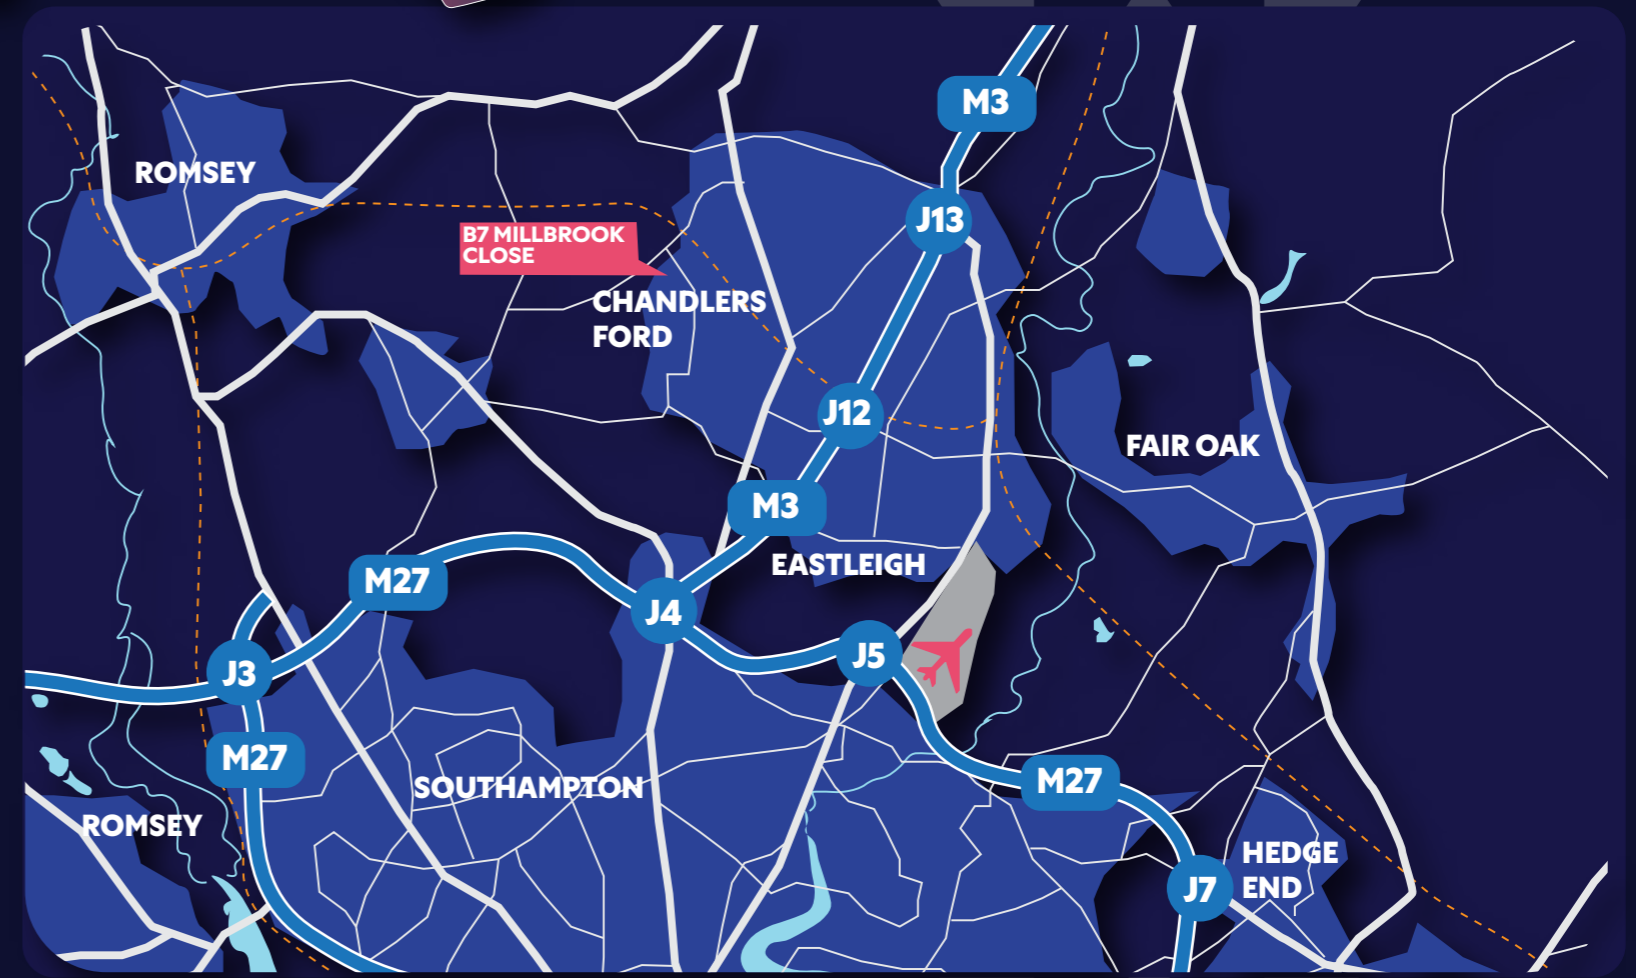 M3
ROMSEY
J13
B7 MILLBROOK
CLOSE
CHANDLERS
FORD
J12
FAIR OAK
M3
EASTLEIGH
M27
J4
J5
J3
M27
M27
SOUTHAMPTON
ROMSEY
HEDGE
END
J7